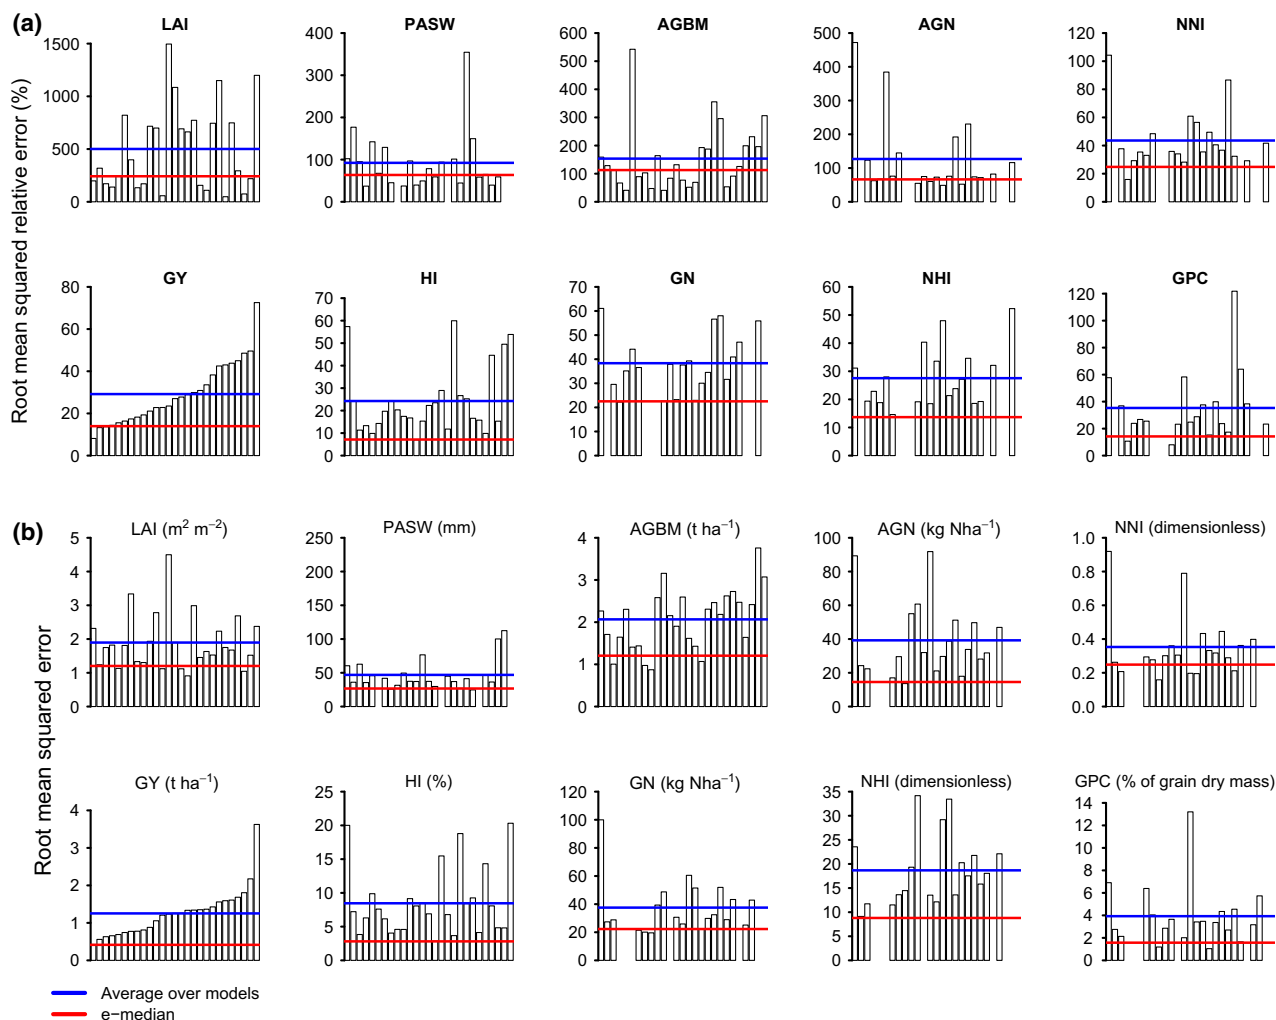 (a)
LAI PASW AGBM AGN NNI
Root mean squared relative error (%)
1500 1000 500 0
400 300 200 100 0
600 500 400 300 200 100 0
500 400 300 200 100 0
120 100 80 60 40 20 0
GY HI GN NHI GPC
80 60 40 20 0
70 60 50 40 30 20 10 0
70 60 50 40 30 20 10 0
60 50 40 30 20 10 0
120 100 80 60 40 20 0
(b)
LAI (m² m⁻²) PASW (mm) AGBM (t ha⁻¹) AGN (kg Nha⁻¹) NNI (dimensionless)
Root mean squared error
5 4 3 2 1 0
250 200 150 100 50 0
4 3 2 1 0
100 80 60 40 20 0
1.0 0.8 0.6 0.4 0.2 0.0
GY (t ha⁻¹) HI (%) GN (kg Nha⁻¹) NHI (dimensionless) GPC (% of grain dry mass)
4 3 2 1 0
25 20 15 10 5 0
120 100 80 60 40 20 0
35 30 25 20 15 10 5 0
14 12 10 8 6 4 2 0
Average over models
e−median